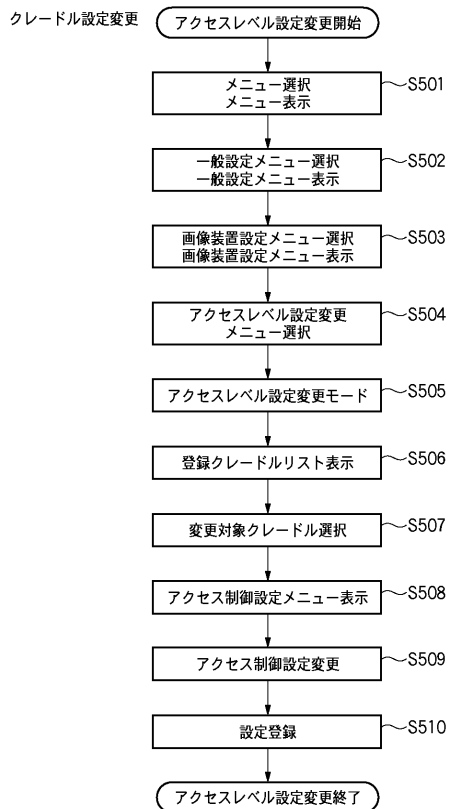 クレードル設定変更
アクセスレベル設定変更開始
メニュー選択
メニュー表示
S501
一般設定メニュー選択
一般設定メニュー表示
S502
画像装置設定メニュー選択
画像装置設定メニュー表示
S503
アクセスレベル設定変更
メニュー選択
S504
アクセスレベル設定変更モード
S505
登録クレードルリスト表示
S506
変更対象クレードル選択
S507
アクセス制御設定メニュー表示
S508
アクセス制御設定変更
S509
設定登録
S510
アクセスレベル設定変更終了